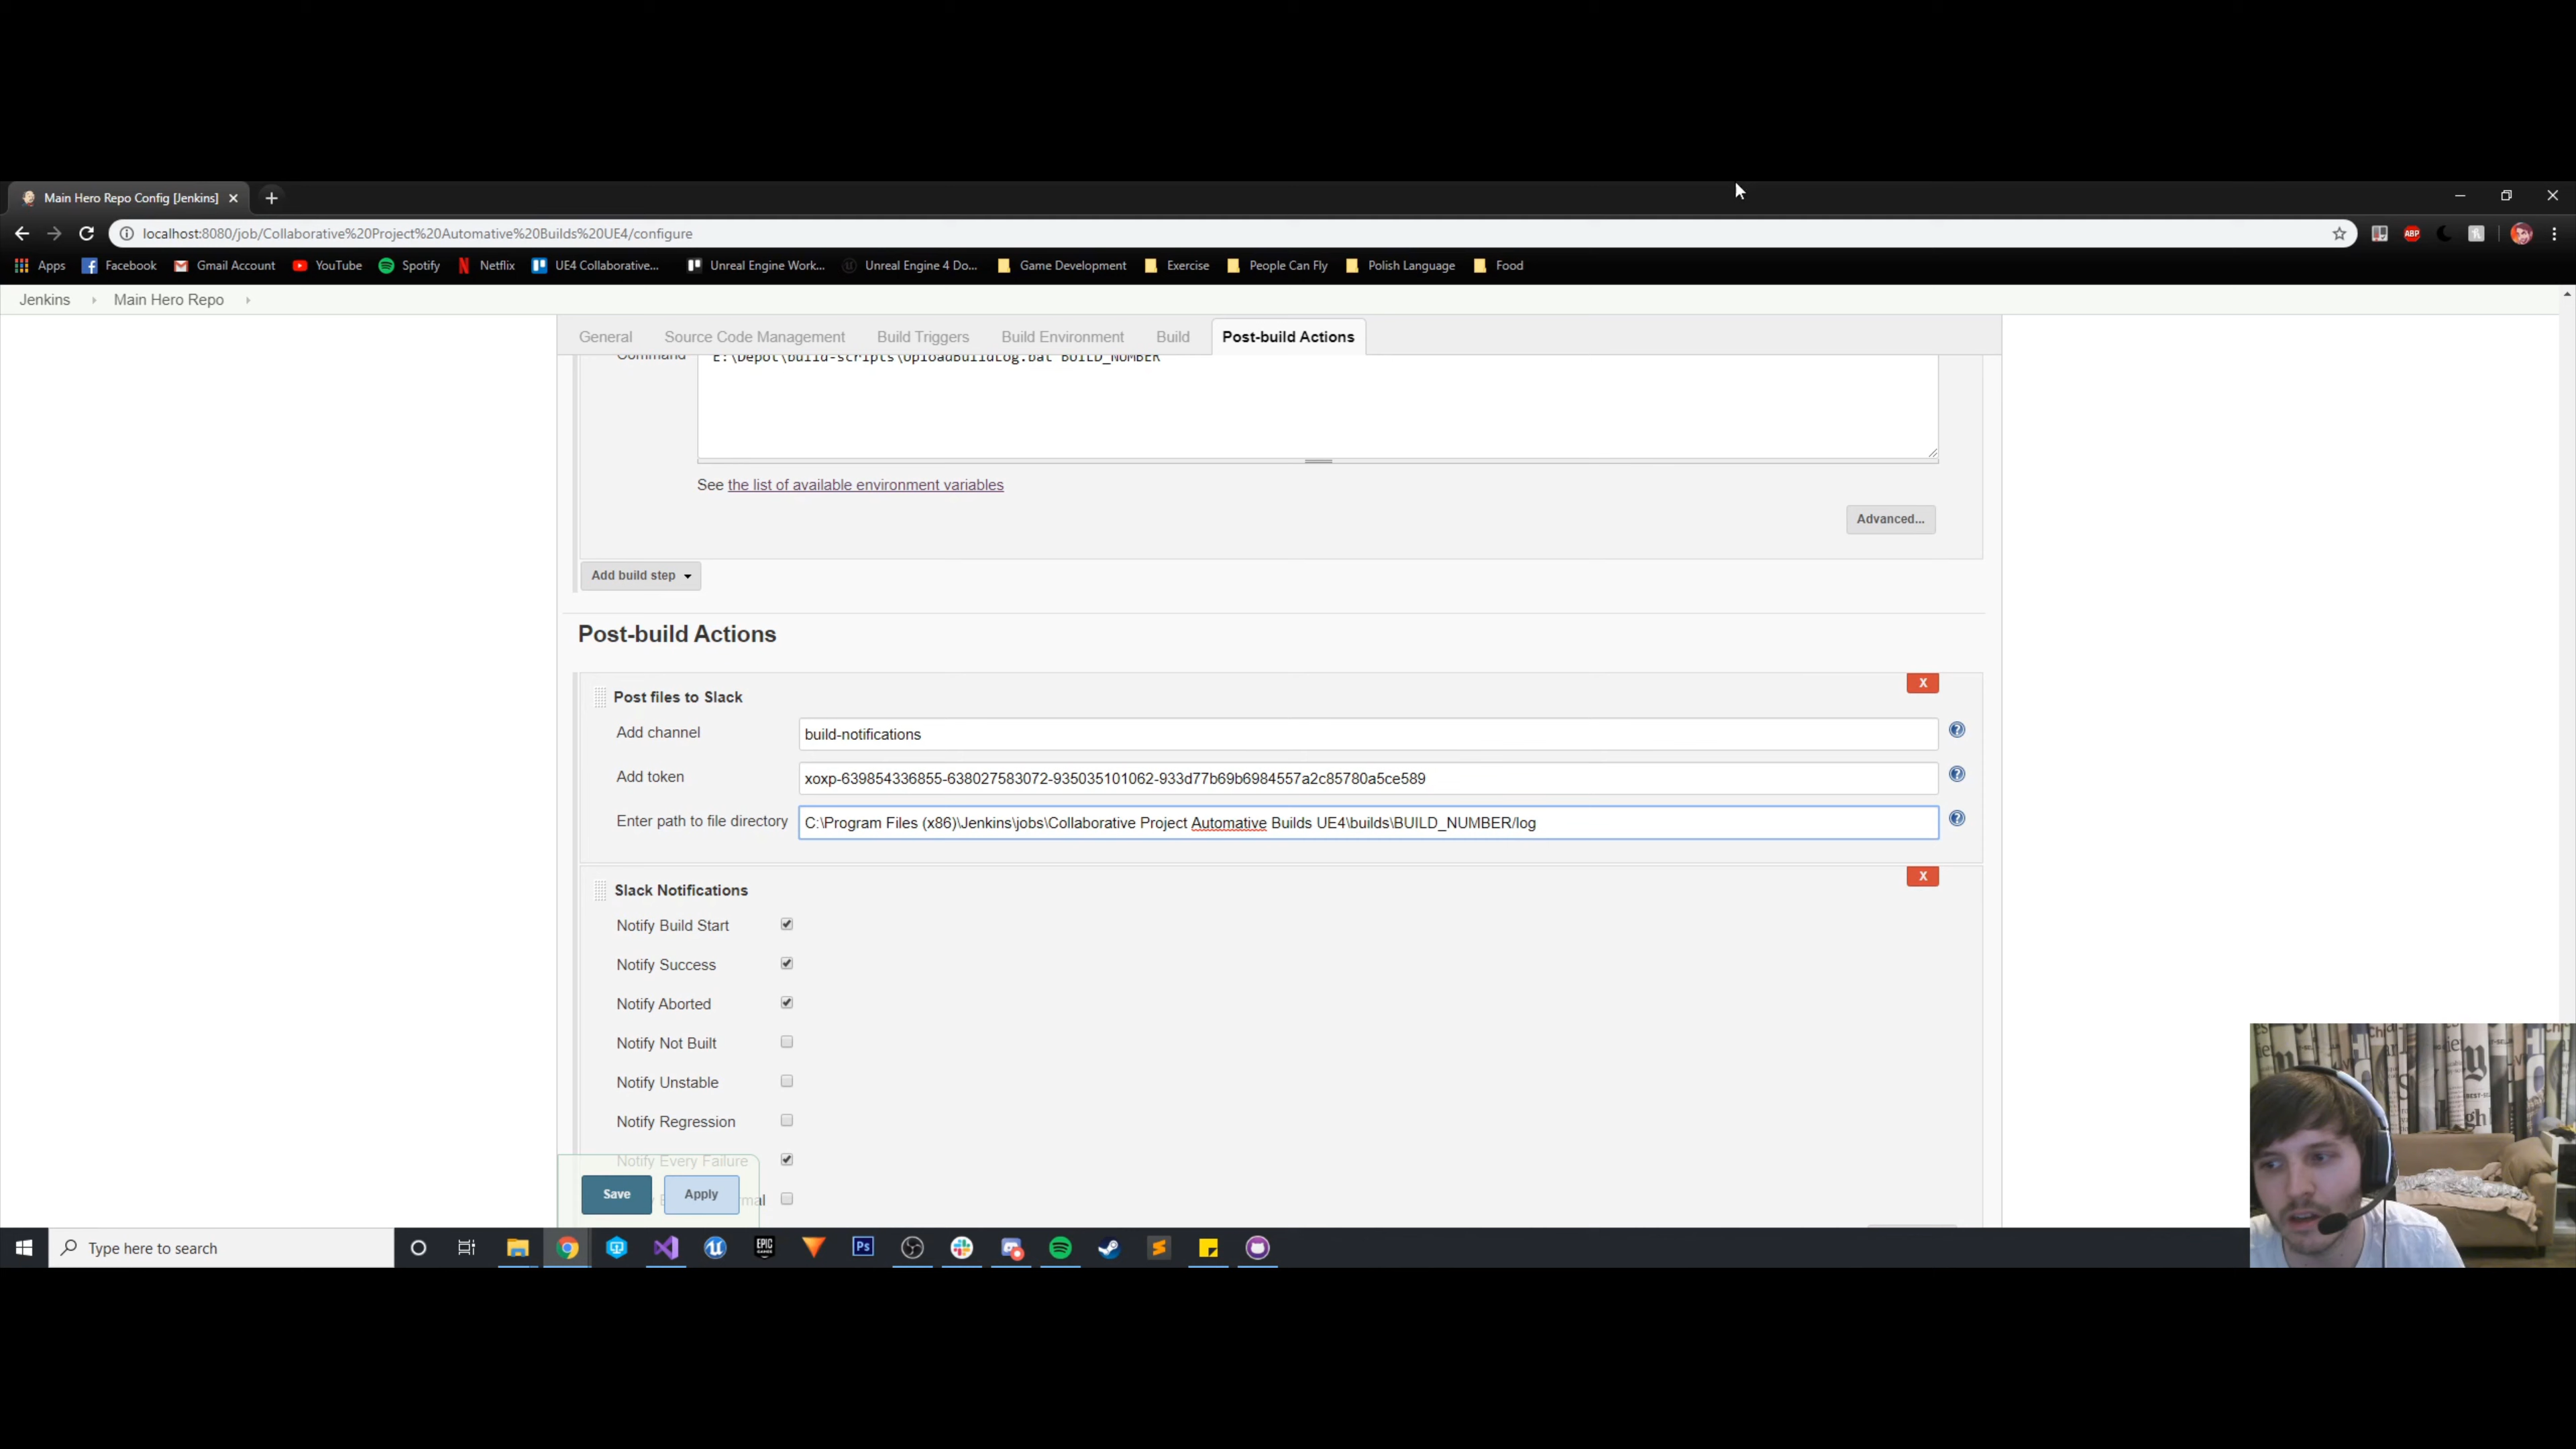 Main Hero Repo Config [Jenkins]
localhost:8080/job/Collaborative%20Project%20Automative%20Builds%20UE4/configure
ABP
Apps Facebook Gmail Account YouTube Spotify Netflix UE4 Collaborative... Unreal Engine Work... Unreal Engine 4 Do... Game Development Exercise People Can Fly Polish Language Food
Jenkins Main Hero Repo
General Source Code Management Build Triggers Build Environment Build Post-build Actions
Command E:\Depot\build-scripts\UploadBuildLog.bat BUILD_NUMBER
See the list of available environment variables
Advanced...
Add build step
Post-build Actions
X
Post files to Slack
Add channel build-notifications
Add token xoxp-639854336855-638027583072-935035101062-933d77b69b6984557a2c85780a5ce589
Enter path to file directory C:\Program Files (x86)\Jenkins\jobs\Collaborative Project Automative Builds UE4\builds\BUILD_NUMBER/log
X
Slack Notifications
Notify Build Start
Notify Success
Notify Aborted
Notify Not Built
Notify Unstable
Notify Regression
Notify Every Failure
Save Apply mal
Type here to search
EPIC GAMES
Ps